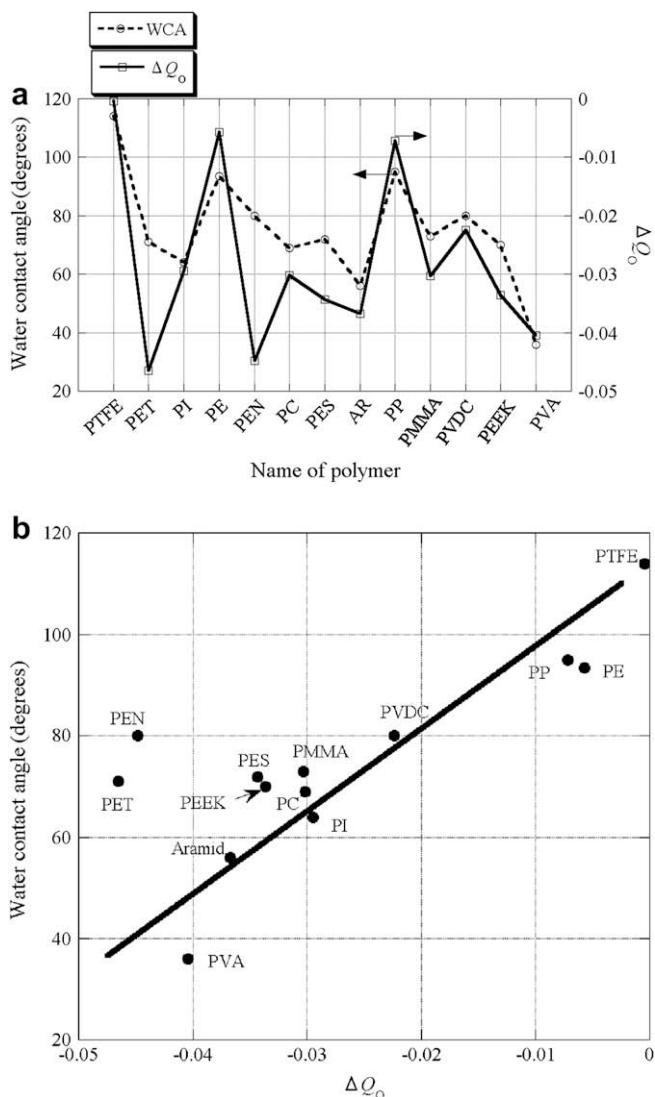 WCA
ΔQo
a
120
100
80
60
40
20
Water contact angle (degrees)
0
-0.01
-0.02
-0.03
-0.04
-0.05
ΔQo
PTFE
PET
PI
PE
PEN
PC
PES
AR
PP
PMMA
PVDC
PEEK
PVA
Name of polymer
b
120
100
80
60
40
20
Water contact angle (degrees)
PTFE
PP
PE
PVDC
PEN
PES
PMMA
PET
PEEK
PC
PI
Aramid
PVA
-0.05
-0.04
-0.03
-0.02
-0.01
0
ΔQo